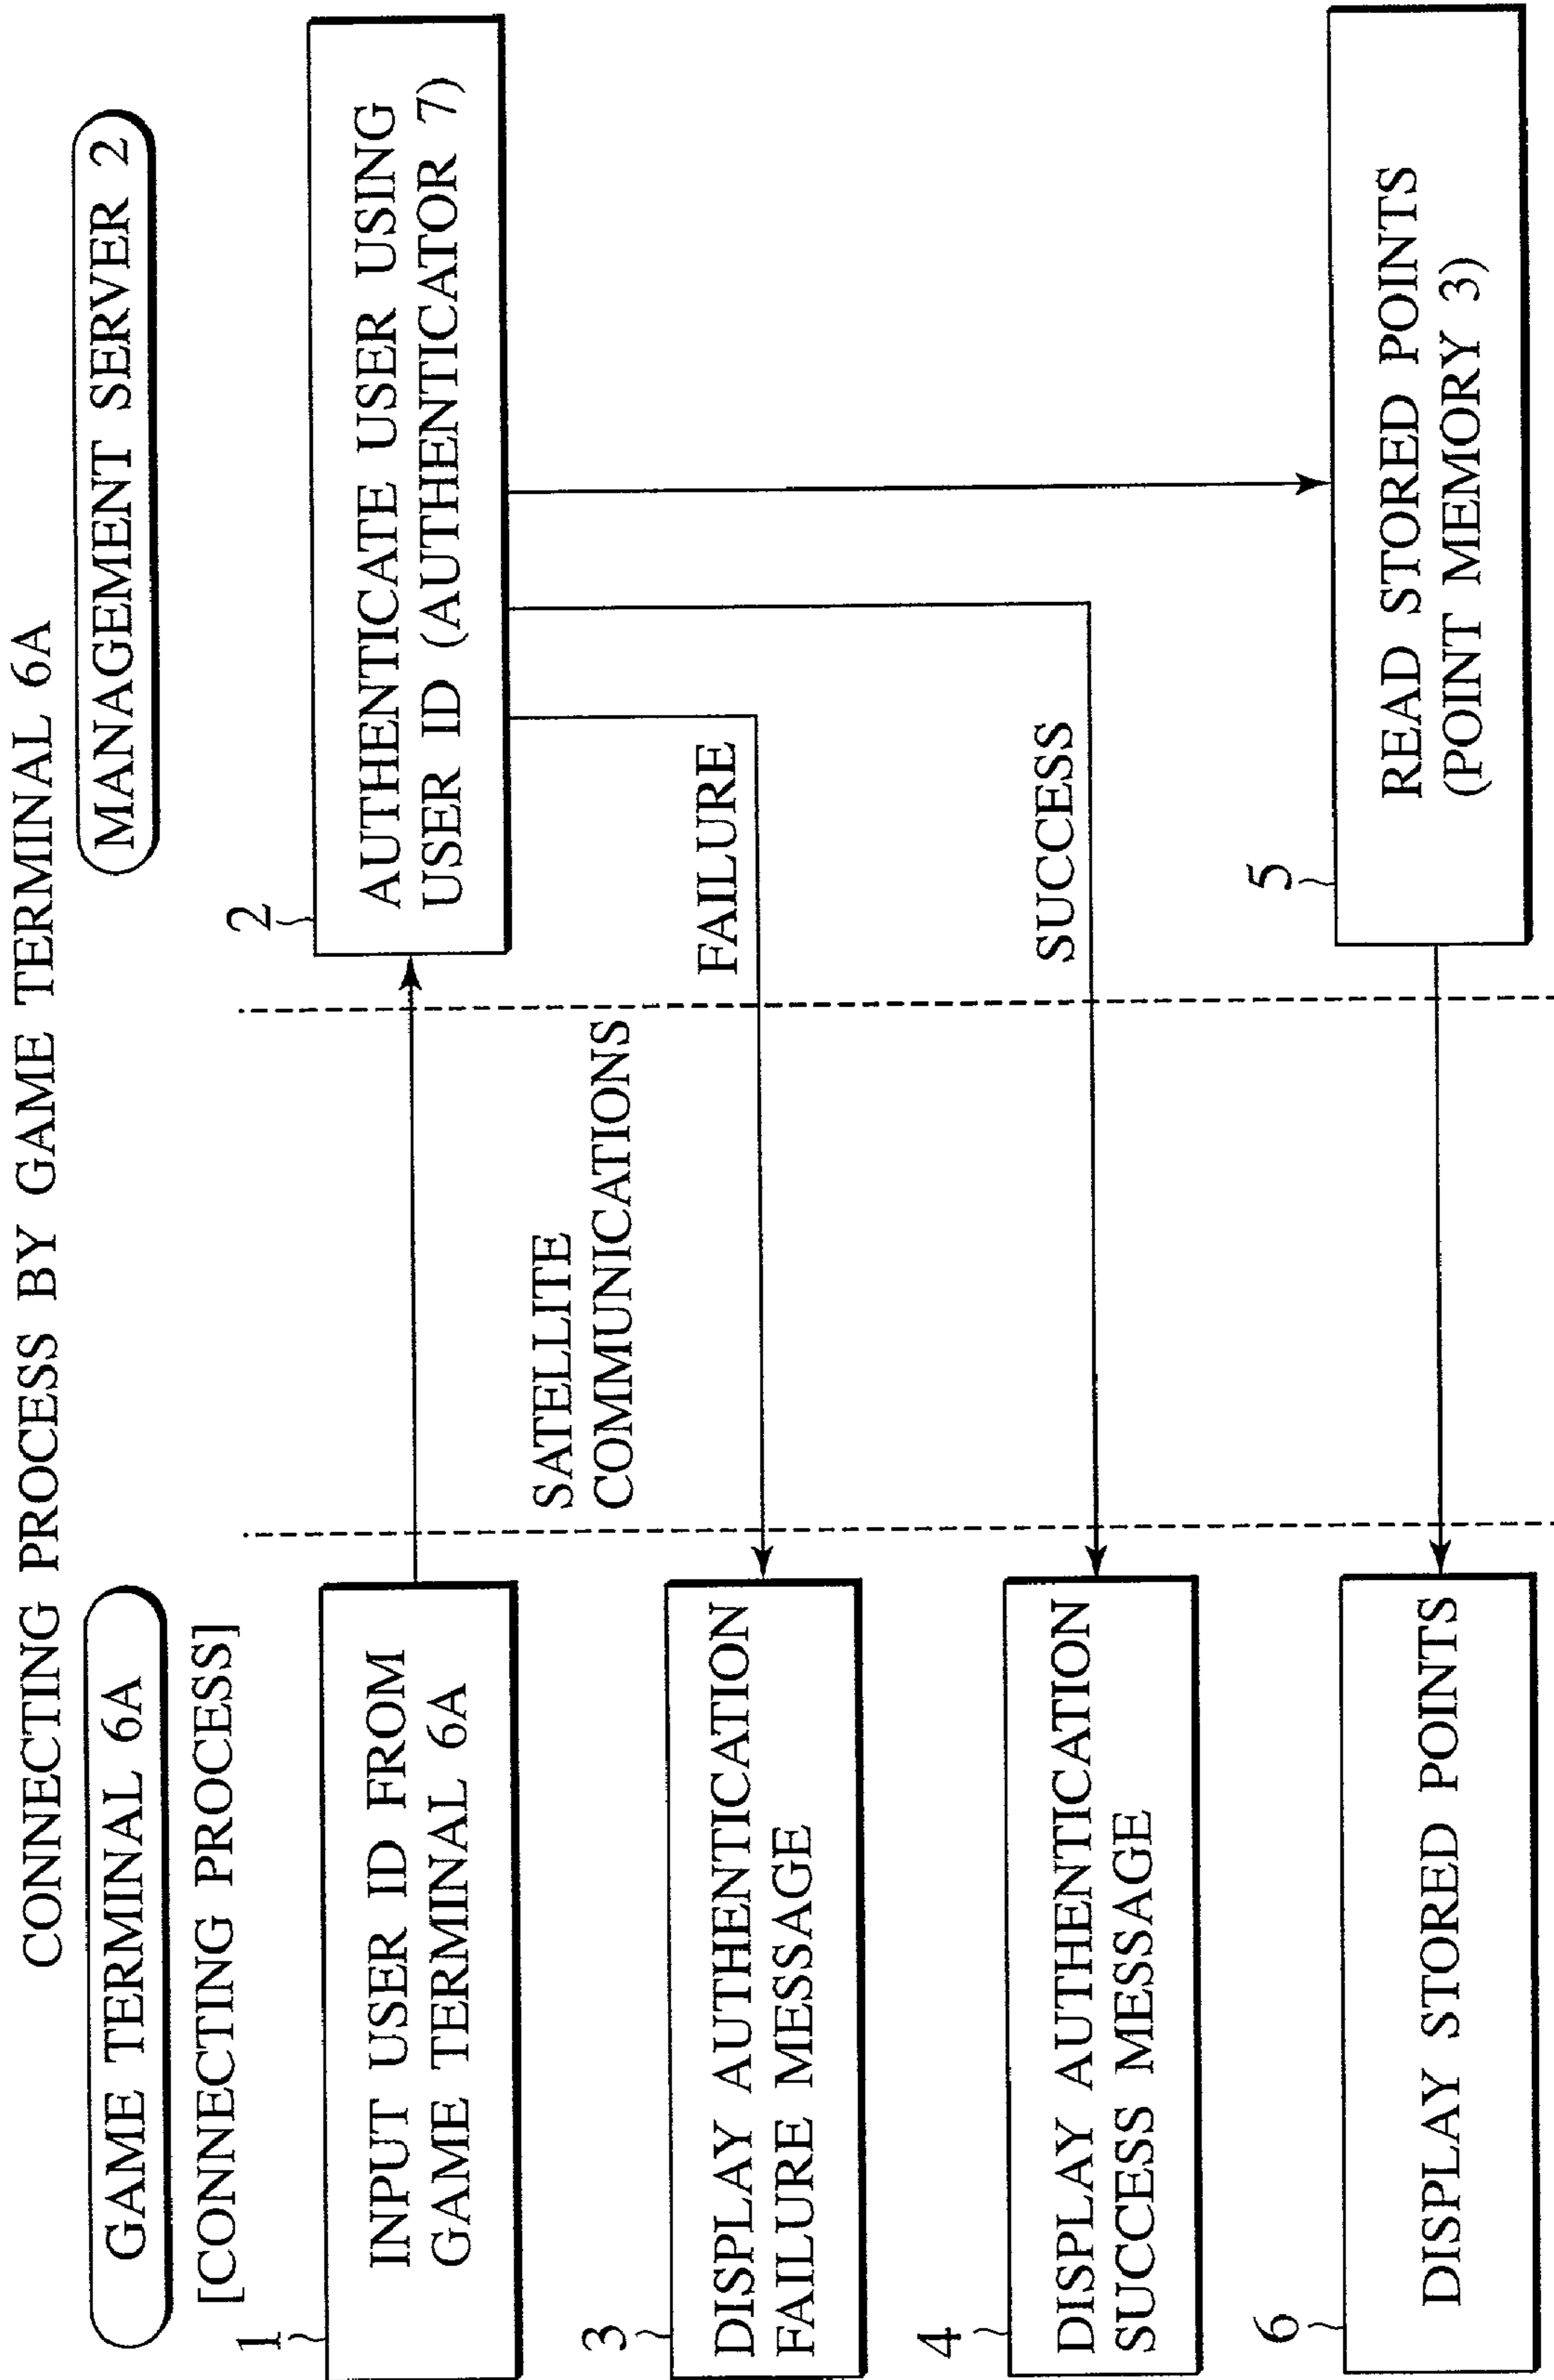 CONNECTING PROCESS BY GAME TERMINAL 6A
GAME TERMINAL 6A
MANAGEMENT SERVER 2
[CONNECTING PROCESS]
1
INPUT USER ID FROM
GAME TERMINAL 6A
2
AUTHENTICATE USER USING
USER ID (AUTHENTICATOR 7)
SATELLITE
COMMUNICATIONS
FAILURE
3
DISPLAY AUTHENTICATION
FAILURE MESSAGE
SUCCESS
4
DISPLAY AUTHENTICATION
SUCCESS MESSAGE
5
READ STORED POINTS
(POINT MEMORY 3)
6
DISPLAY STORED POINTS